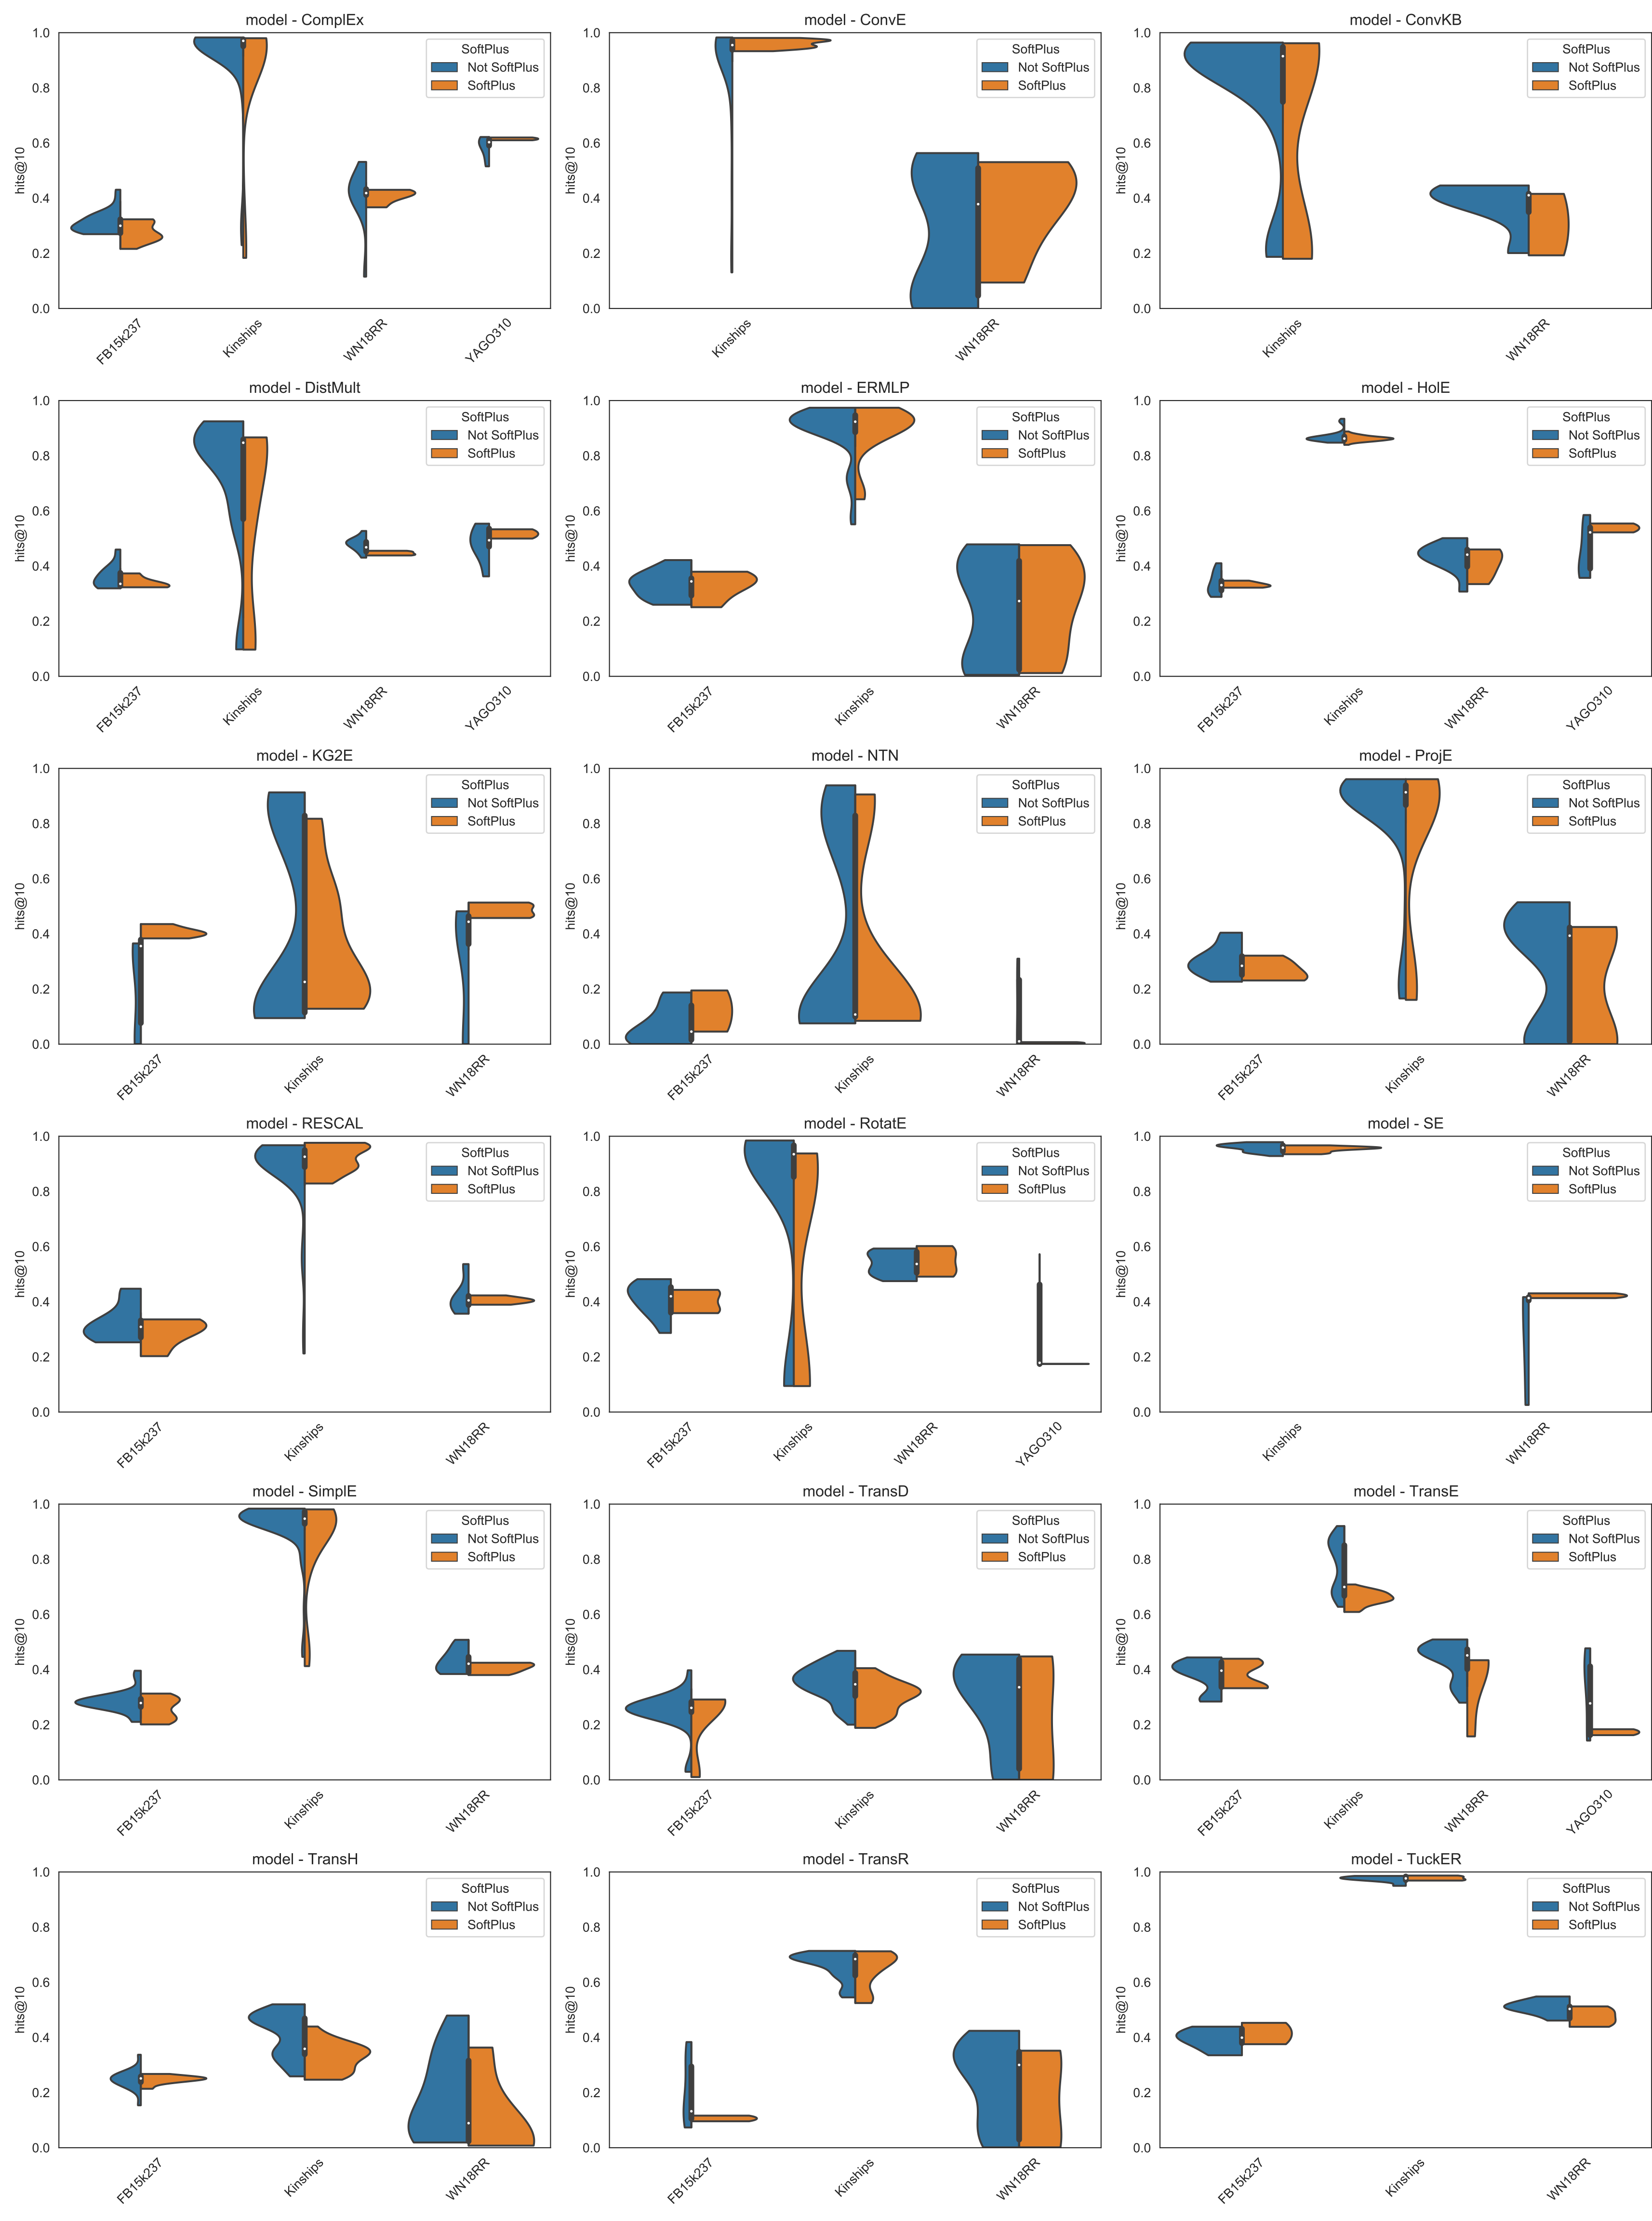 model - ComplEx
hits@10
1.0
0.8
0.6
0.4
0.2
0.0
SoftPlus
Not SoftPlus
SoftPlus
FB15k237
Kinships
WN18RR
YAGO310
model - ConvE
hits@10
1.0
0.8
0.6
0.4
0.2
0.0
SoftPlus
Not SoftPlus
SoftPlus
Kinships
WN18RR
model - ConvKB
hits@10
1.0
0.8
0.6
0.4
0.2
0.0
SoftPlus
Not SoftPlus
SoftPlus
Kinships
WN18RR
model - DistMult
hits@10
1.0
0.8
0.6
0.4
0.2
0.0
SoftPlus
Not SoftPlus
SoftPlus
FB15k237
Kinships
WN18RR
YAGO310
model - ERMLP
hits@10
1.0
0.8
0.6
0.4
0.2
0.0
SoftPlus
Not SoftPlus
SoftPlus
FB15k237
Kinships
WN18RR
model - HolE
hits@10
1.0
0.8
0.6
0.4
0.2
0.0
SoftPlus
Not SoftPlus
SoftPlus
FB15k237
Kinships
WN18RR
YAGO310
model - KG2E
hits@10
1.0
0.8
0.6
0.4
0.2
0.0
SoftPlus
Not SoftPlus
SoftPlus
FB15k237
Kinships
WN18RR
model - NTN
hits@10
1.0
0.8
0.6
0.4
0.2
0.0
SoftPlus
Not SoftPlus
SoftPlus
FB15k237
Kinships
WN18RR
model - ProjE
hits@10
1.0
0.8
0.6
0.4
0.2
0.0
SoftPlus
Not SoftPlus
SoftPlus
FB15k237
Kinships
WN18RR
model - RESCAL
hits@10
1.0
0.8
0.6
0.4
0.2
0.0
SoftPlus
Not SoftPlus
SoftPlus
FB15k237
Kinships
WN18RR
model - RotatE
hits@10
1.0
0.8
0.6
0.4
0.2
0.0
SoftPlus
Not SoftPlus
SoftPlus
FB15k237
Kinships
WN18RR
YAGO310
model - SE
hits@10
1.0
0.8
0.6
0.4
0.2
0.0
SoftPlus
Not SoftPlus
SoftPlus
Kinships
WN18RR
model - SimplE
hits@10
1.0
0.8
0.6
0.4
0.2
0.0
SoftPlus
Not SoftPlus
SoftPlus
FB15k237
Kinships
WN18RR
model - TransD
hits@10
1.0
0.8
0.6
0.4
0.2
0.0
SoftPlus
Not SoftPlus
SoftPlus
FB15k237
Kinships
WN18RR
model - TransE
hits@10
1.0
0.8
0.6
0.4
0.2
0.0
SoftPlus
Not SoftPlus
SoftPlus
FB15k237
Kinships
WN18RR
YAGO310
model - TransH
hits@10
1.0
0.8
0.6
0.4
0.2
0.0
SoftPlus
Not SoftPlus
SoftPlus
FB15k237
Kinships
WN18RR
model - TransR
hits@10
1.0
0.8
0.6
0.4
0.2
0.0
SoftPlus
Not SoftPlus
SoftPlus
FB15k237
Kinships
WN18RR
model - TuckER
hits@10
1.0
0.8
0.6
0.4
0.2
0.0
SoftPlus
Not SoftPlus
SoftPlus
FB15k237
Kinships
WN18RR